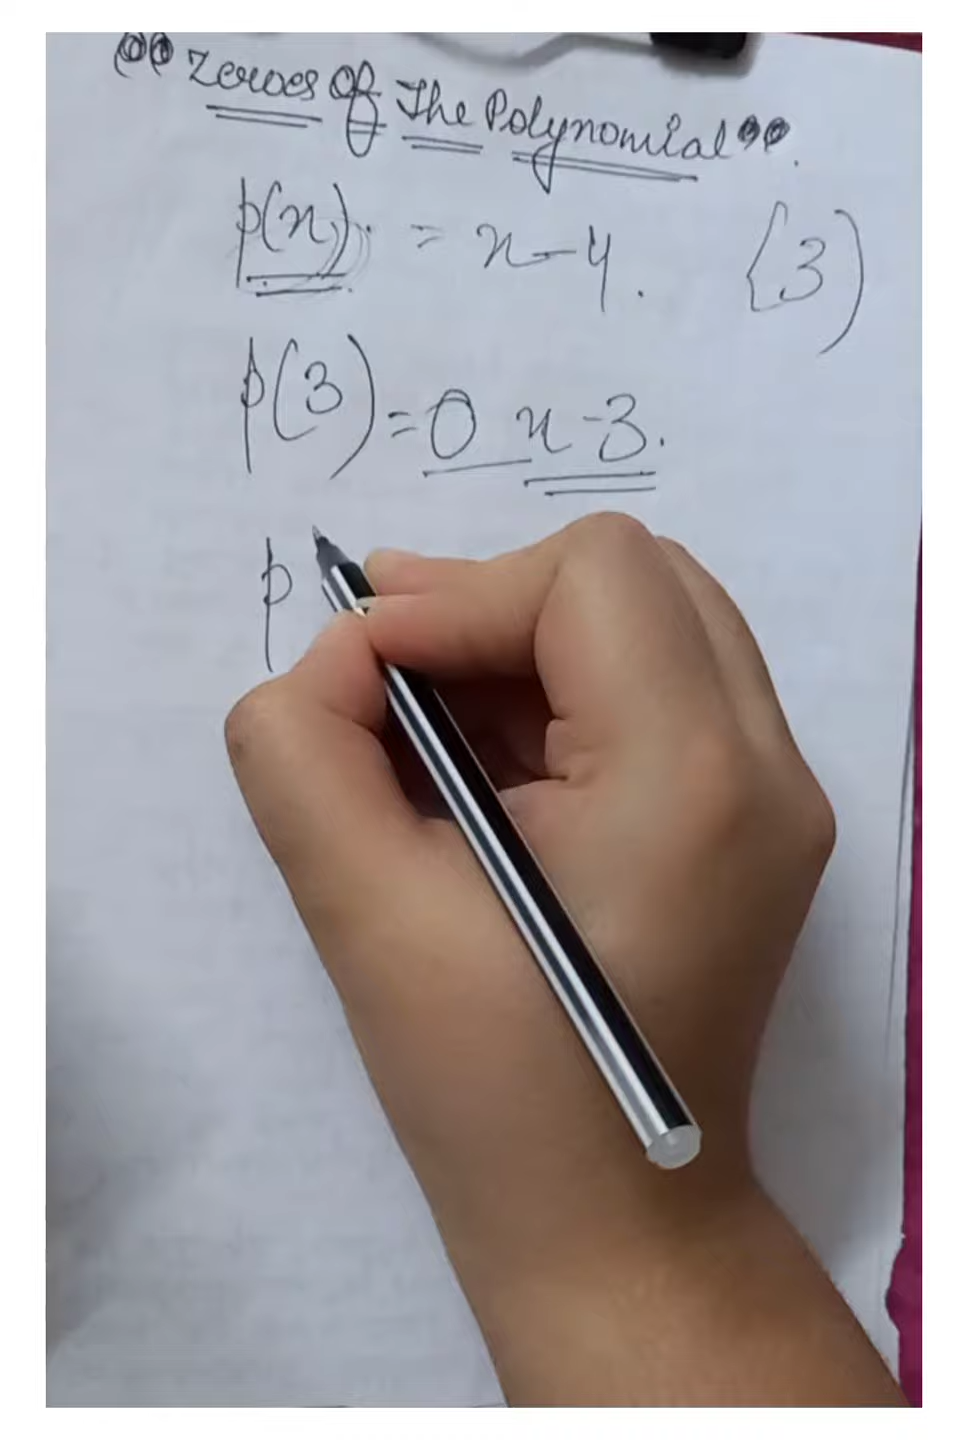 Zeroes Of The Polynomial
p(x) = x-4. {3)
p(3) = 0 x-3.
p